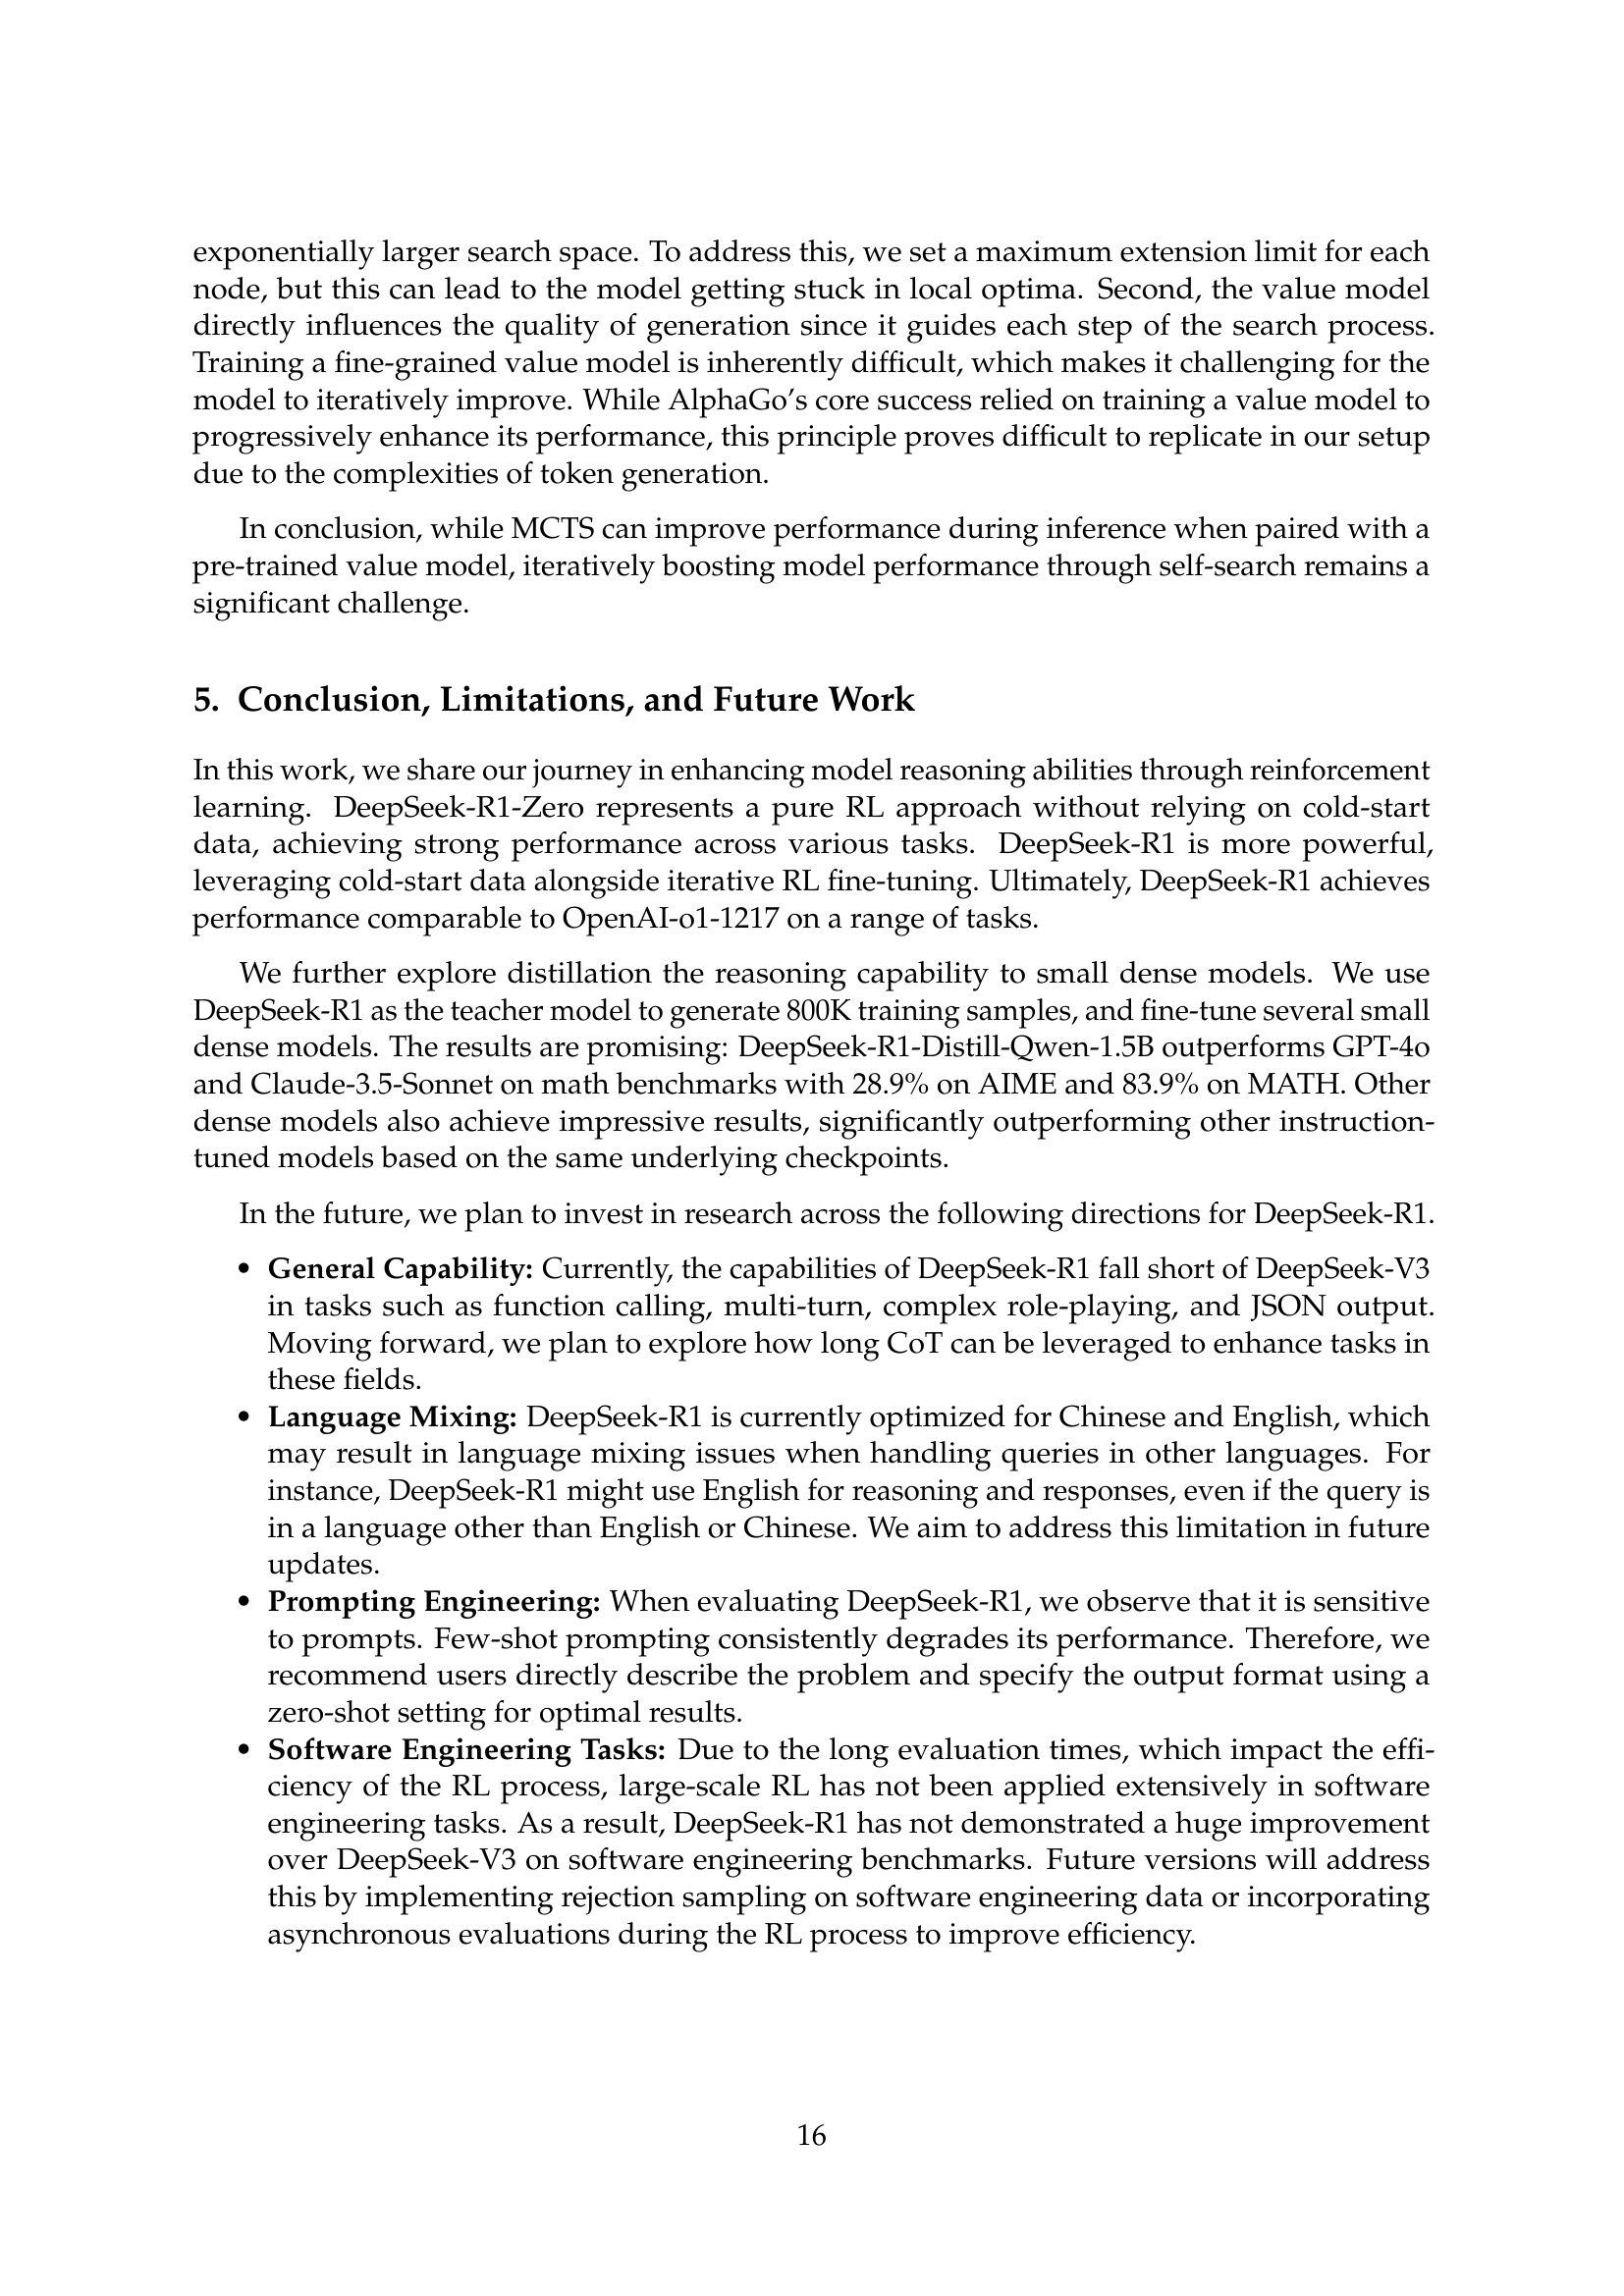 exponentially larger search space. To address this, we set a maximum extension limit for each
node, but this can lead to the model getting stuck in local optima. Second, the value model
directly influences the quality of generation since it guides each step of the search process.
Training a fine-grained value model is inherently difficult, which makes it challenging for the
model to iteratively improve. While AlphaGo's core success relied on training a value model to
progressively enhance its performance, this principle proves difficult to replicate in our setup
due to the complexities of token generation.
In conclusion, while MCTS can improve performance during inference when paired with a
pre-trained value model, iteratively boosting model performance through self-search remains a
significant challenge.
5. Conclusion, Limitations, and Future Work
In this work, we share our journey in enhancing model reasoning abilities through reinforcement
learning. DeepSeek-R1-Zero represents a pure RL approach without relying on cold-start
data, achieving strong performance across various tasks. DeepSeek-R1 is more powerful,
leveraging cold-start data alongside iterative RL fine-tuning. Ultimately, DeepSeek-R1 achieves
performance comparable to OpenAI-o1-1217 on a range of tasks.
We further explore distillation the reasoning capability to small dense models. We use
DeepSeek-R1 as the teacher model to generate 800K training samples, and fine-tune several small
dense models. The results are promising: DeepSeek-R1-Distill-Qwen-1.5B outperforms GPT-4o
and Claude-3.5-Sonnet on math benchmarks with 28.9% on AIME and 83.9% on MATH. Other
dense models also achieve impressive results, significantly outperforming other instruction-
tuned models based on the same underlying checkpoints.
In the future, we plan to invest in research across the following directions for DeepSeek-R1.
• General Capability: Currently, the capabilities of DeepSeek-R1 fall short of DeepSeek-V3
in tasks such as function calling, multi-turn, complex role-playing, and JSON output.
Moving forward, we plan to explore how long CoT can be leveraged to enhance tasks in
these fields.
• Language Mixing: DeepSeek-R1 is currently optimized for Chinese and English, which
may result in language mixing issues when handling queries in other languages. For
instance, DeepSeek-R1 might use English for reasoning and responses, even if the query is
in a language other than English or Chinese. We aim to address this limitation in future
updates.
• Prompting Engineering: When evaluating DeepSeek-R1, we observe that it is sensitive
to prompts. Few-shot prompting consistently degrades its performance. Therefore, we
recommend users directly describe the problem and specify the output format using a
zero-shot setting for optimal results.
• Software Engineering Tasks: Due to the long evaluation times, which impact the effi-
ciency of the RL process, large-scale RL has not been applied extensively in software
engineering tasks. As a result, DeepSeek-R1 has not demonstrated a huge improvement
over DeepSeek-V3 on software engineering benchmarks. Future versions will address
this by implementing rejection sampling on software engineering data or incorporating
asynchronous evaluations during the RL process to improve efficiency.
16